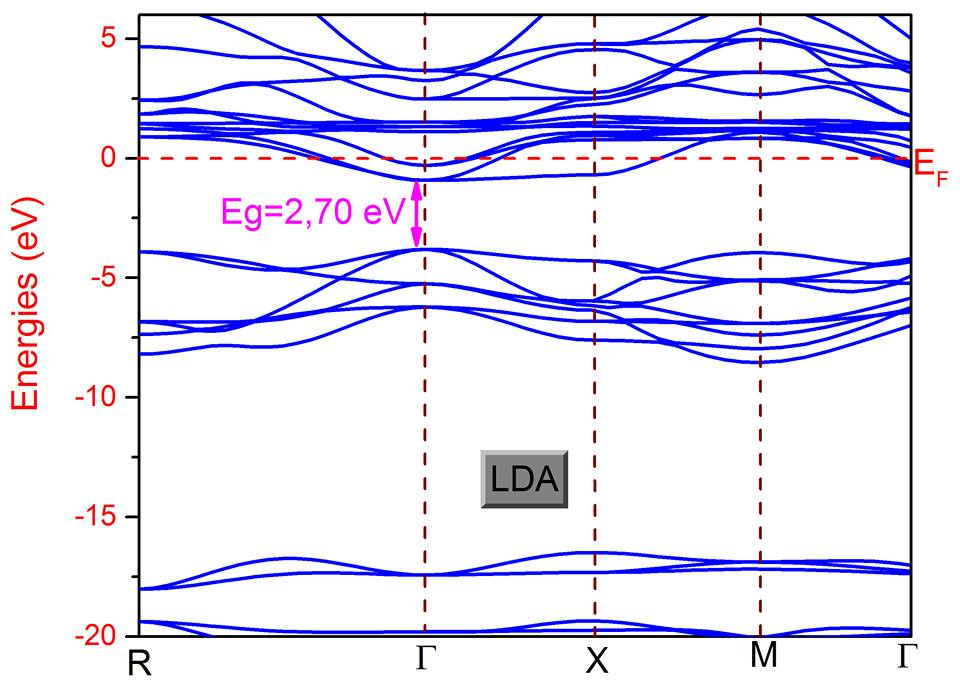 5
0
-5
-10
-15
-20
Energies (eV)
Eg=2,70 eV
E_F
LDA
R Γ X M Γ